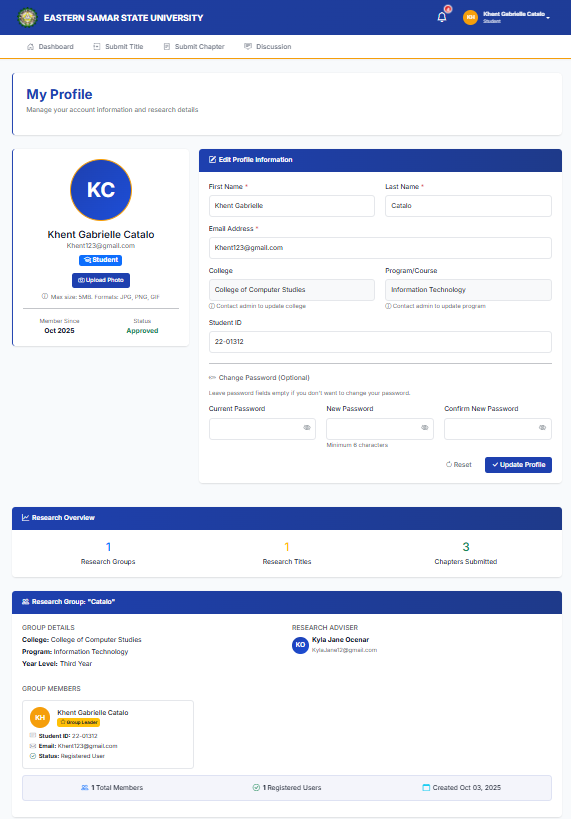 EASTERN SAMAR STATE UNIVERSITY
KH
Khent Gabrielle Catalo
Student
Dashboard
Submit Title
Submit Chapter
Discussion
My Profile
Manage your account information and research details
KC
Khent Gabrielle Catalo
Khent123@gmail.com
Student
Upload Photo
Max size: 5MB. Formats: JPG, PNG, GIF
Member Since
Oct 2025
Status
Approved
Edit Profile Information
First Name *
Khent Gabrielle
Last Name *
Catalo
Email Address *
Khent123@gmail.com
College
College of Computer Studies
Contact admin to update college
Program/Course
Information Technology
Contact admin to update program
Student ID
22-01312
Change Password (Optional)
Leave password fields empty if you don't want to change your password.
Current Password
New Password
Minimum 6 characters
Confirm New Password
Reset
Update Profile
Research Overview
1
Research Groups
1
Research Titles
3
Chapters Submitted
Research Group: "Catalo"
GROUP DETAILS
College: College of Computer Studies
Program: Information Technology
Year Level: Third Year
RESEARCH ADVISER
KO
Kyla Jane Ocenar
KylaJane12@gmail.com
GROUP MEMBERS
KH
Khent Gabrielle Catalo
Group Leader
Student ID: 22-01312
Email: Khent123@gmail.com
Status: Registered User
1 Total Members
1 Registered Users
Created Oct 03, 2025